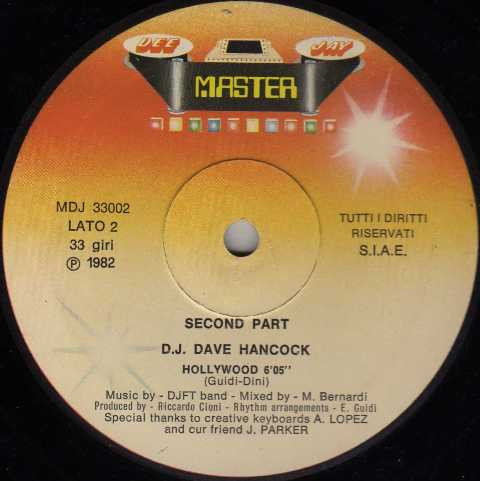 DEE JAY
MASTER
MDJ 33002
LATO 2
33 giri
Ⓟ 1982
TUTTI I DIRITTI
RISERVATI
S.I.A.E.
SECOND PART
D.J. DAVE HANCOCK
HOLLYWOOD 6'05"
(Guidi-Dini)
Music by - DJFT band - Mixed by - M. Bernardi
Produced by - Riccardo Cioni - Rhythm arrangements - E. Guidi
Special thanks to creative keyboards A. LOPEZ
and cur friend J. PARKER